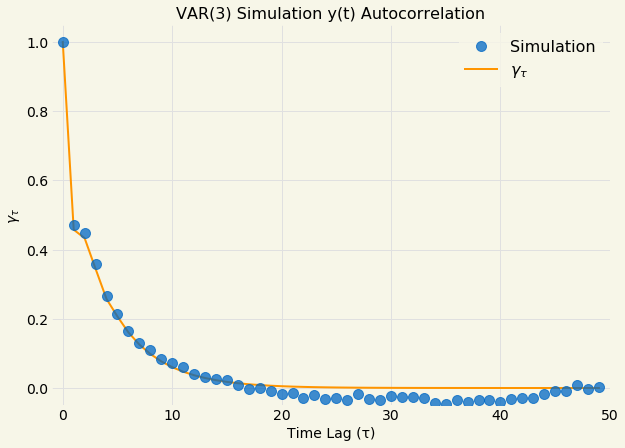 VAR(3) Simulation y(t) Autocorrelation
Simulation
γτ
1.0
0.8
0.6
0.4
0.2
0.0
γτ
0
10
20
30
40
50
Time Lag (τ)